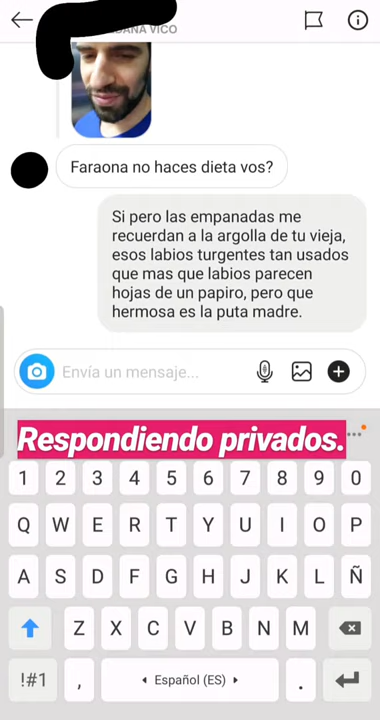 ANA VICO
Faraona no haces dieta vos?
Si pero las empanadas me
recuerdan a la argolla de tu vieja,
esos labios turgentes tan usados
que mas que labios parecen
hojas de un papiro, pero que
hermosa es la puta madre.
Envía un mensaje...
Respondiendo privados.
1 2 3 4 5 6 7 8 9 0
Q W E R T Y U I O P
A S D F G H J K L Ñ
Z X C V B N M
!#1 , Español (ES) .